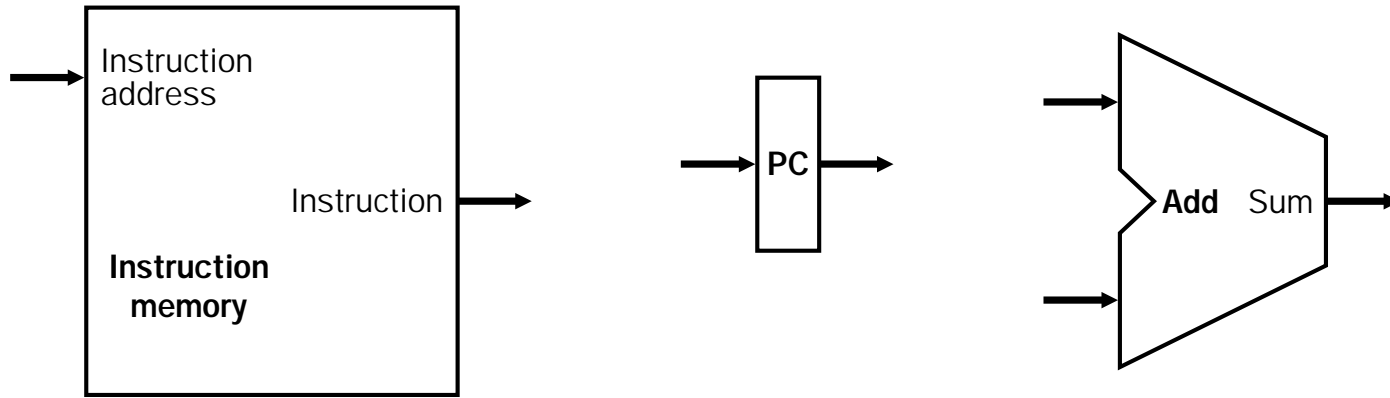 Instruction
address
Instruction
Instruction
memory
PC
Add Sum